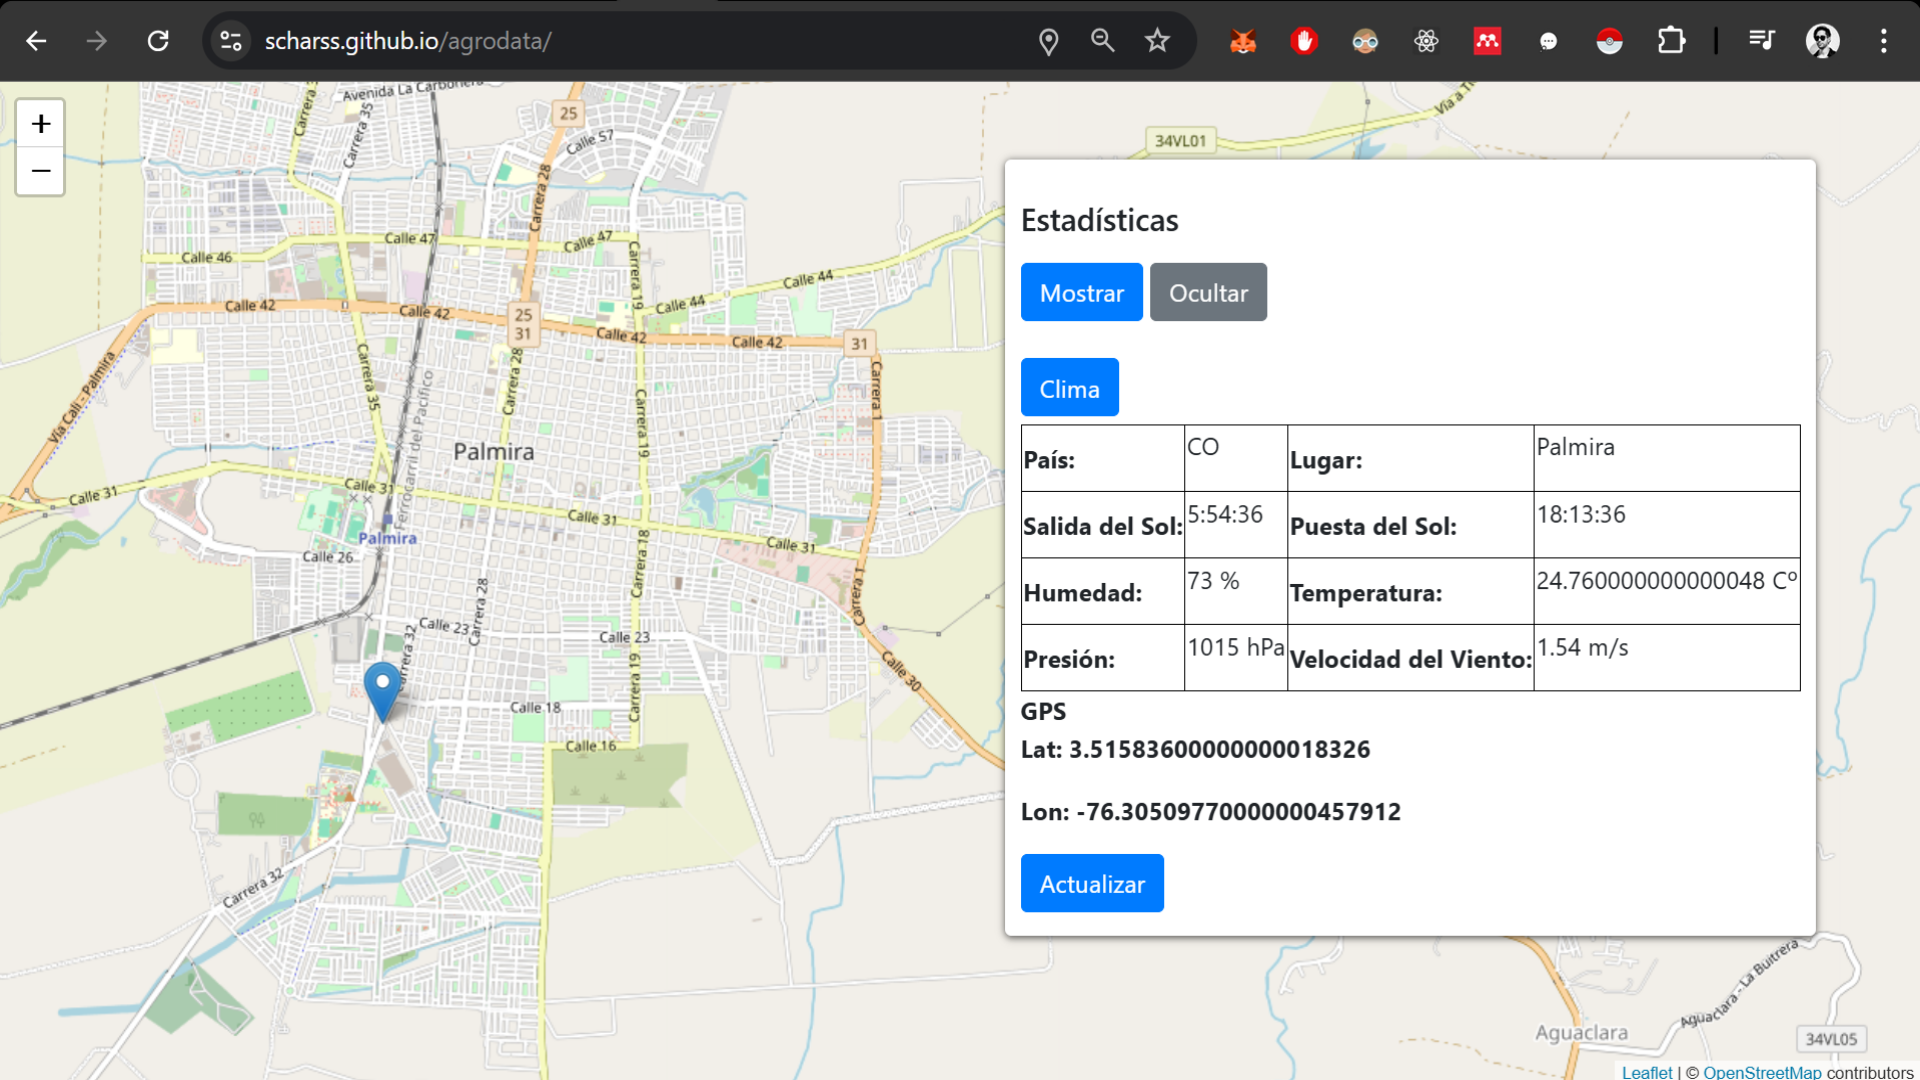 scharss.github.io/agrodata/
+
−
Avenida La Carbonera
Carrera 35
25
Calle 57
Carrera 28
34VL01
Calle 47
Calle 47
Calle 46
Carrera 19
Calle 44
Calle 44
Calle 42
Calle 42
25
31
Calle 42
Calle 42
31
Vía Cali - Palmira
Carrera 35
Carrera 28
Carrera 1
Ferrocarril del Pacífico
Carrera 19
Palmira
Calle 31
Calle 31
Calle 31
Calle 31
Palmira
Calle 26
Carrera 18
Carrera 1
Carrera 28
Calle 23
Calle 23
Carrera 32
Calle 30
Carrera 19
Calle 18
Calle 16
Carrera 32
Estadísticas
Mostrar Ocultar
Clima
País: CO Lugar: Palmira
Salida del Sol: 5:54:36 Puesta del Sol: 18:13:36
Humedad: 73 % Temperatura: 24.760000000000048 Cº
Presión: 1015 hPa Velocidad del Viento: 1.54 m/s
GPS
Lat: 3.51583600000000018326
Lon: -76.30509770000000457912
Actualizar
Aguaclara - La Buitrera
Aguaclara
34VL05
Leaflet | © OpenStreetMap contributors